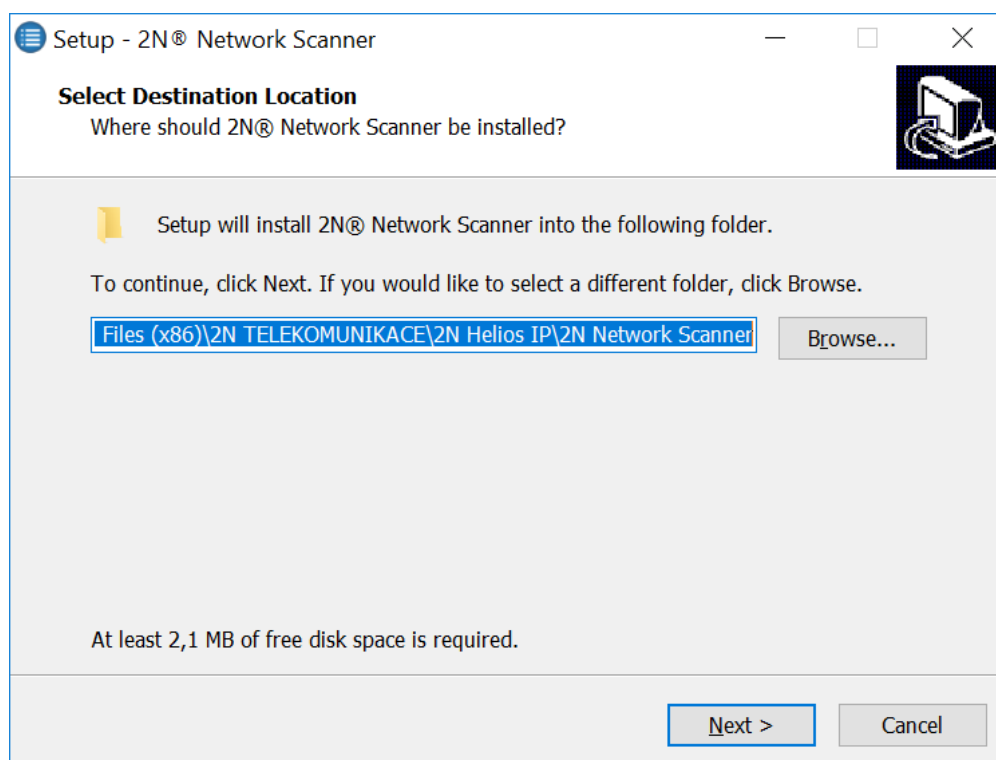 Setup - 2N® Network Scanner
Select Destination Location
Where should 2N® Network Scanner be installed?
Setup will install 2N® Network Scanner into the following folder.
To continue, click Next. If you would like to select a different folder, click Browse.
Files (x86)\2N TELEKOMUNIKACE\2N Helios IP\2N Network Scanner
Browse...
At least 2,1 MB of free disk space is required.
Next >
Cancel